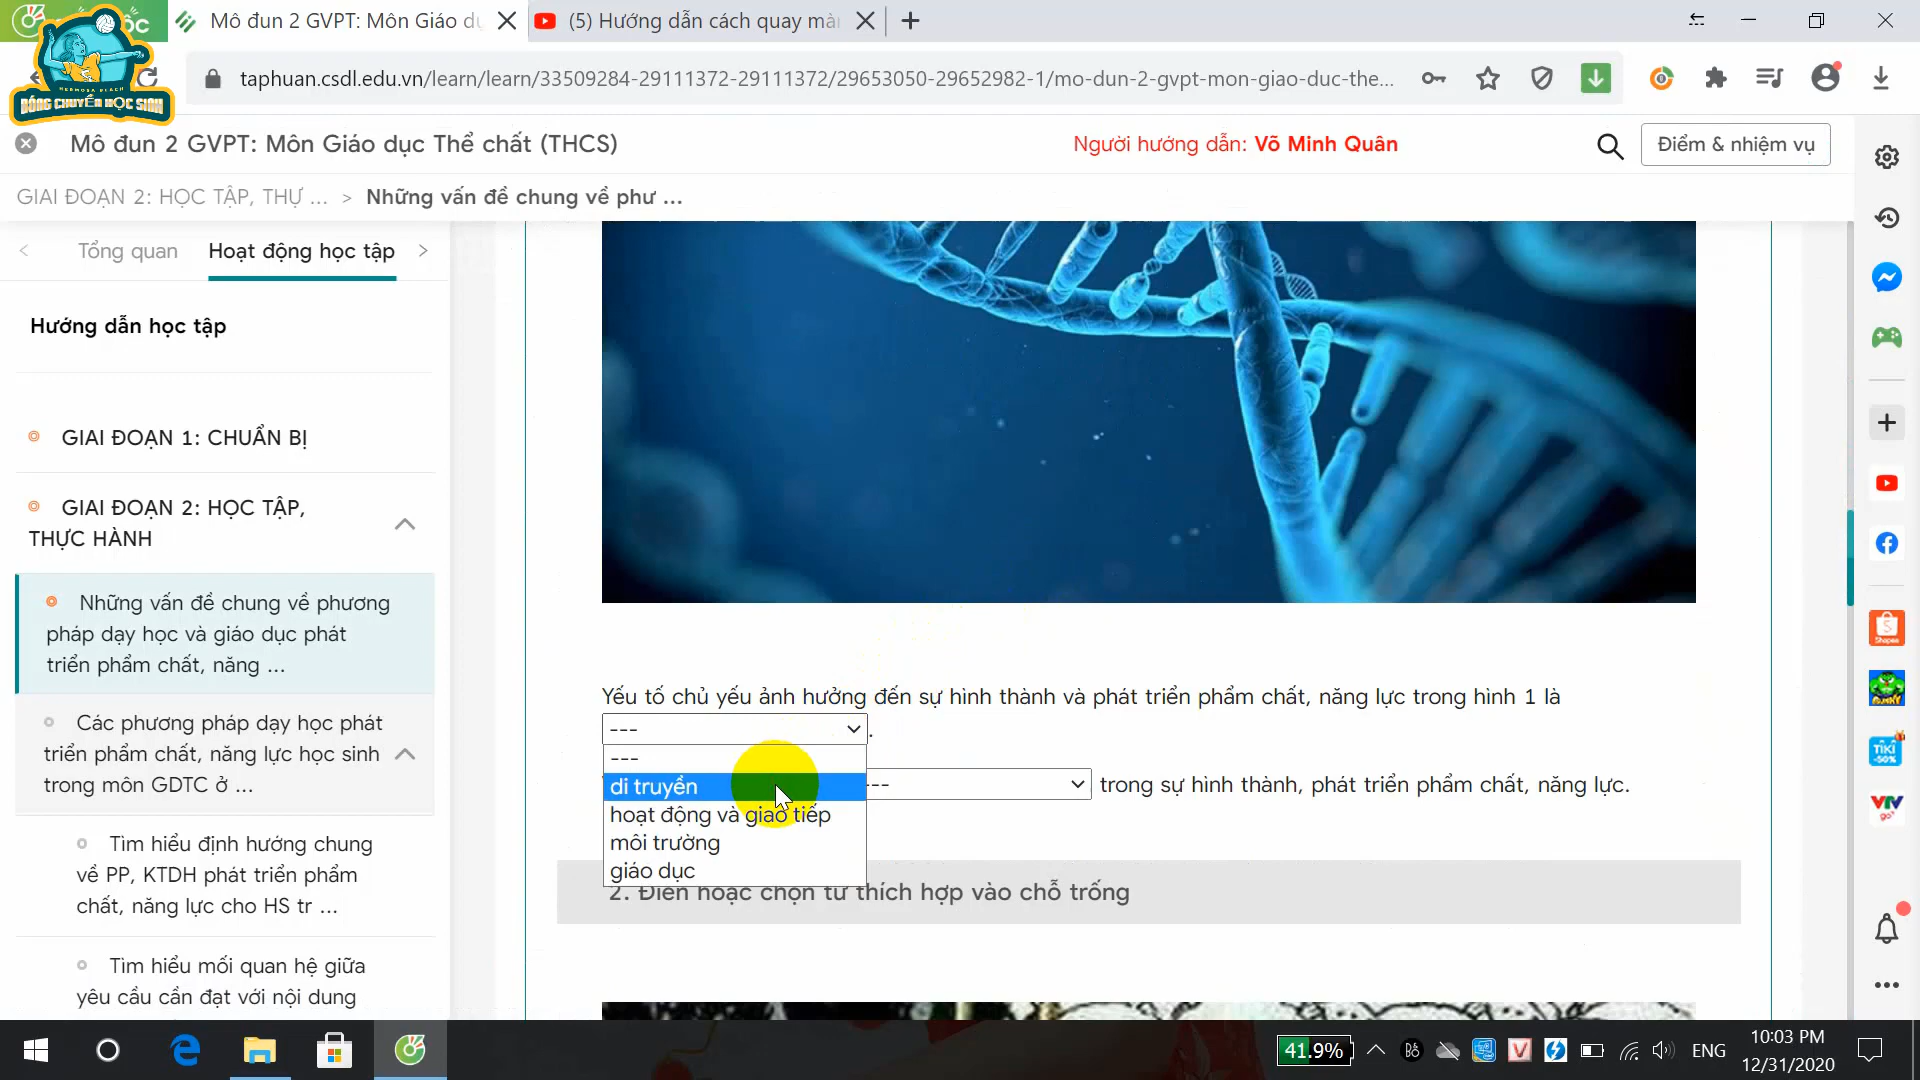 Mô đun 2 GVPT: Môn Giáo dụ
(5) Hướng dẫn cách quay mà
HERMOSA BEACH
BÓNG CHUYỀN HỌC SINH
taphuan.csdl.edu.vn/learn/learn/33509284-29111372-29111372/29653050-29652982-1/mo-dun-2-gvpt-mon-giao-duc-the...
Mô đun 2 GVPT: Môn Giáo dục Thể chất (THCS)
Người hướng dẫn: Võ Minh Quân
Điểm & nhiệm vụ
GIAI ĐOẠN 2: HỌC TẬP, THỰ ... > Những vấn đề chung về phư ...
Tổng quan
Hoạt động học tập
Hướng dẫn học tập
GIAI ĐOẠN 1: CHUẨN BỊ
GIAI ĐOẠN 2: HỌC TẬP,
THỰC HÀNH
Những vấn đề chung về phương
pháp dạy học và giáo dục phát
triển phẩm chất, năng ...
Các phương pháp dạy học phát
triển phẩm chất, năng lực học sinh
trong môn GDTC ở ...
Tìm hiểu định hướng chung
về PP, KTDH phát triển phẩm
chất, năng lực cho HS tr ...
Tìm hiểu mối quan hệ giữa
yêu cầu cần đạt với nội dung
Yếu tố chủ yếu ảnh hưởng đến sự hình thành và phát triển phẩm chất, năng lực trong hình 1 là
--- .
---
di truyền
hoạt động và giao tiếp
môi trường
giáo dục
--- trong sự hình thành, phát triển phẩm chất, năng lực.
2. Điền hoặc chọn từ thích hợp vào chỗ trống
Shopee
TIKI
-50%
VTV
go
41.9%
ENG
10:03 PM
12/31/2020